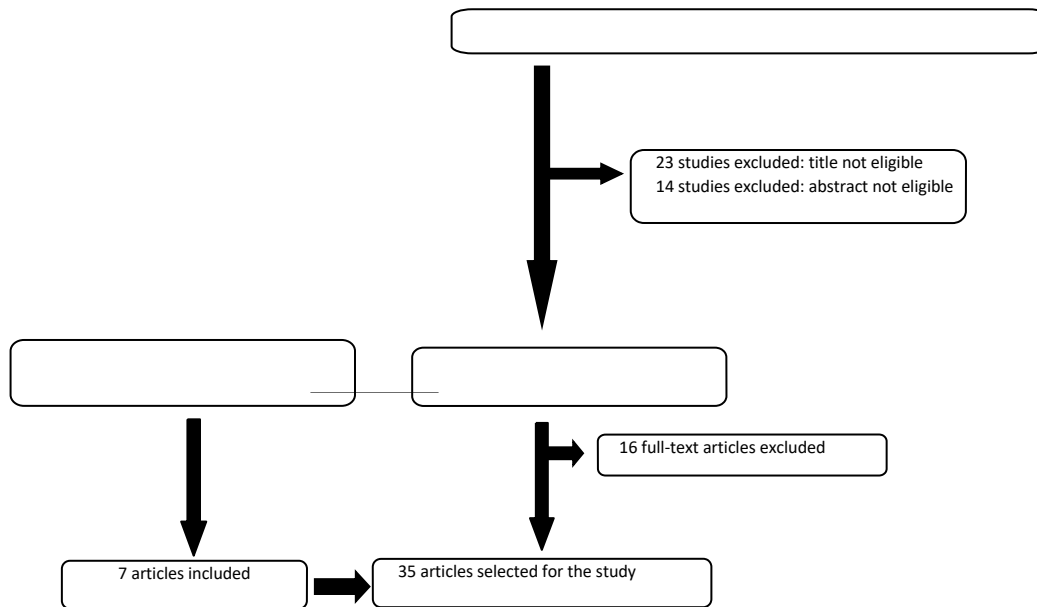 23 studies excluded: title not eligible
14 studies excluded: abstract not eligible
16 full-text articles excluded
7 articles included
35 articles selected for the study